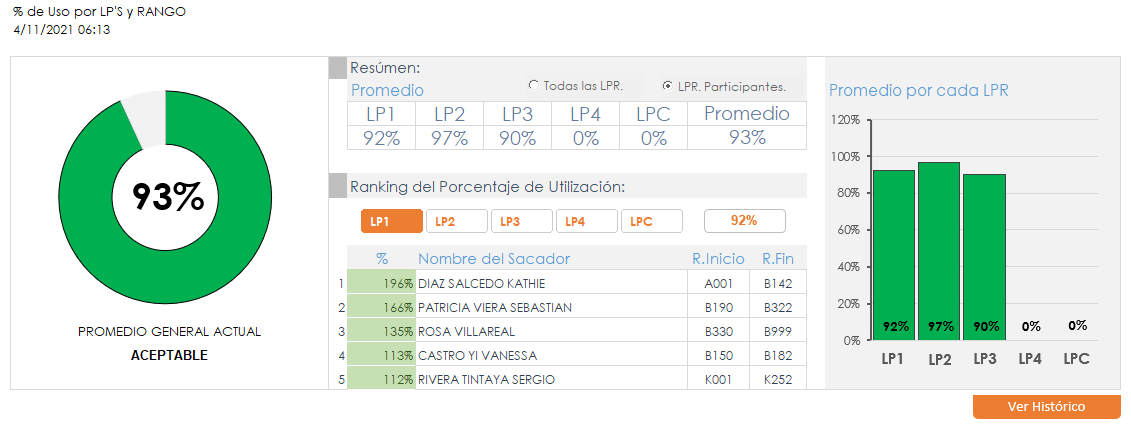 % de Uso por LP'S y RANGO
4/11/2021 06:13
93%
PROMEDIO GENERAL ACTUAL
ACEPTABLE
Resúmen:
Promedio
Todas las LPR.
LPR. Participantes.
LP1 LP2 LP3 LP4 LPC Promedio
92% 97% 90% 0% 0% 93%
Ranking del Porcentaje de Utilización:
LP1 LP2 LP3 LP4 LPC 92%
% Nombre del Sacador R.Inicio R.Fin
1 196% DIAZ SALCEDO KATHIE A001 B142
2 166% PATRICIA VIERA SEBASTIAN B190 B322
3 135% ROSA VILLAREAL B330 B999
4 113% CASTRO YI VANESSA B150 B182
5 112% RIVERA TINTAYA SERGIO K001 K252
Promedio por cada LPR
120%
100%
80%
60%
40%
20%
0%
92% 97% 90% 0% 0%
LP1 LP2 LP3 LP4 LPC
Ver Histórico